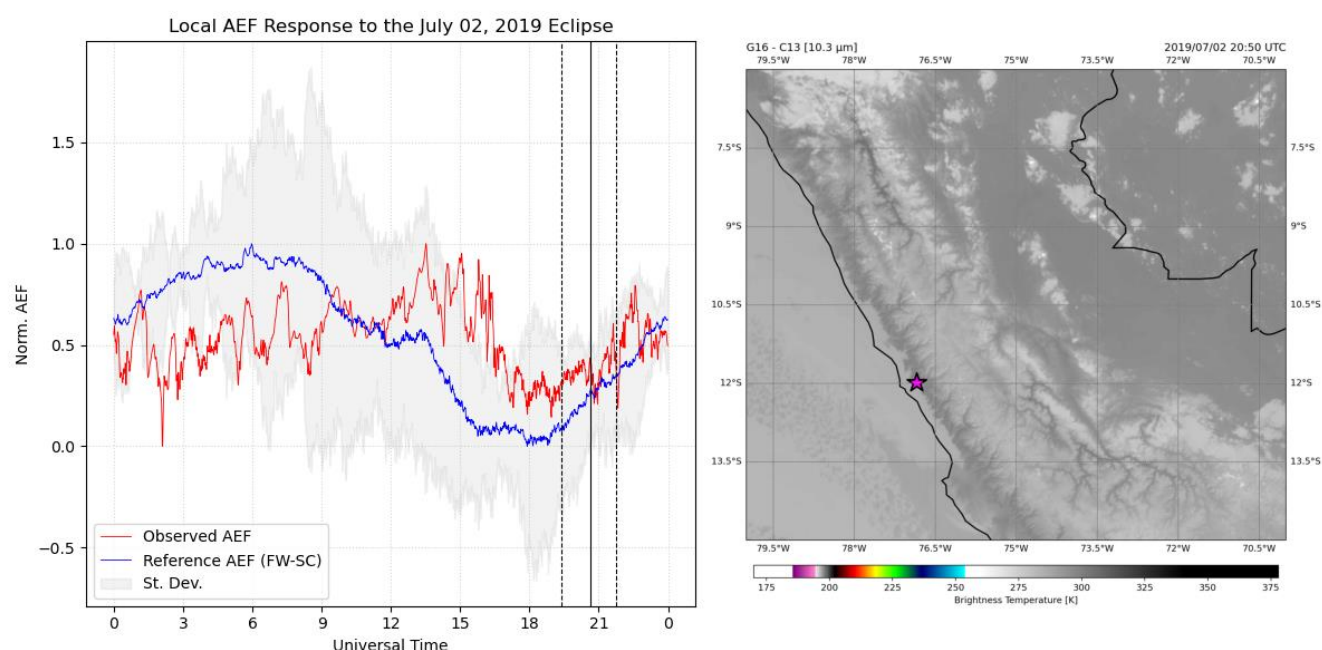 Local AEF Response to the July 02, 2019 Eclipse
Norm. AEF
1.5
1.0
0.5
0.0
−0.5
Observed AEF
Reference AEF (FW-SC)
St. Dev.
0 3 6 9 12 15 18 21 0
Universal Time
G16 - C13 [10.3 μm] 2019/07/02 20:50 UTC
79.5°W 78°W 76.5°W 75°W 73.5°W 72°W 70.5°W
7.5°S 7.5°S
9°S 9°S
10.5°S 10.5°S
12°S 12°S
13.5°S 13.5°S
79.5°W 78°W 76.5°W 75°W 73.5°W 72°W 70.5°W
175 200 225 250 275 300 325 350 375
Brightness Temperature [K]